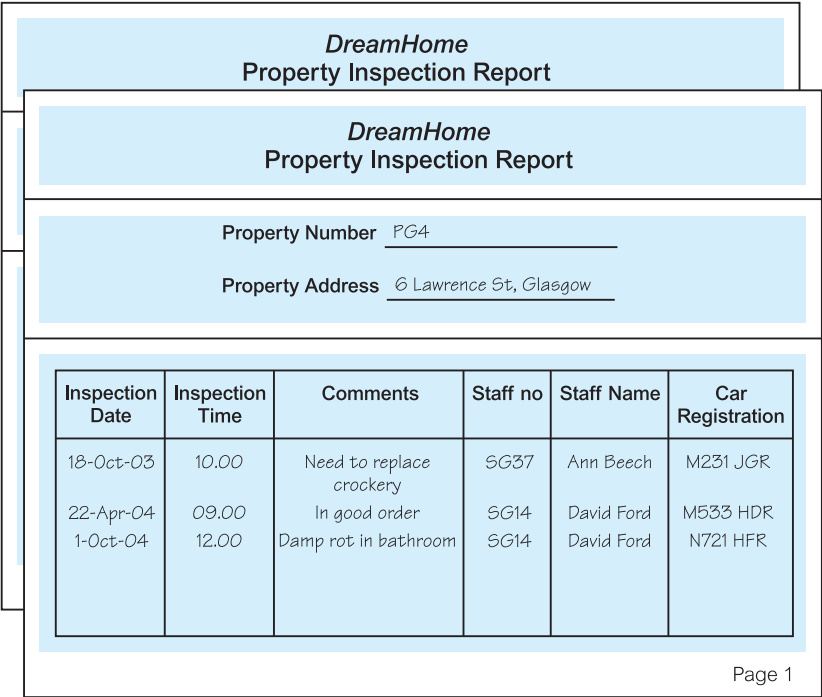 DreamHome
Property Inspection Report
DreamHome
Property Inspection Report
Property Number PG4
Property Address 6 Lawrence St, Glasgow
Inspection Date Inspection Time Comments Staff no Staff Name Car Registration
18-Oct-03 10.00 Need to replace crockery SG37 Ann Beech M231 JGR
22-Apr-04 09.00 In good order SG14 David Ford M533 HDR
1-Oct-04 12.00 Damp rot in bathroom SG14 David Ford N721 HFR
Page 1